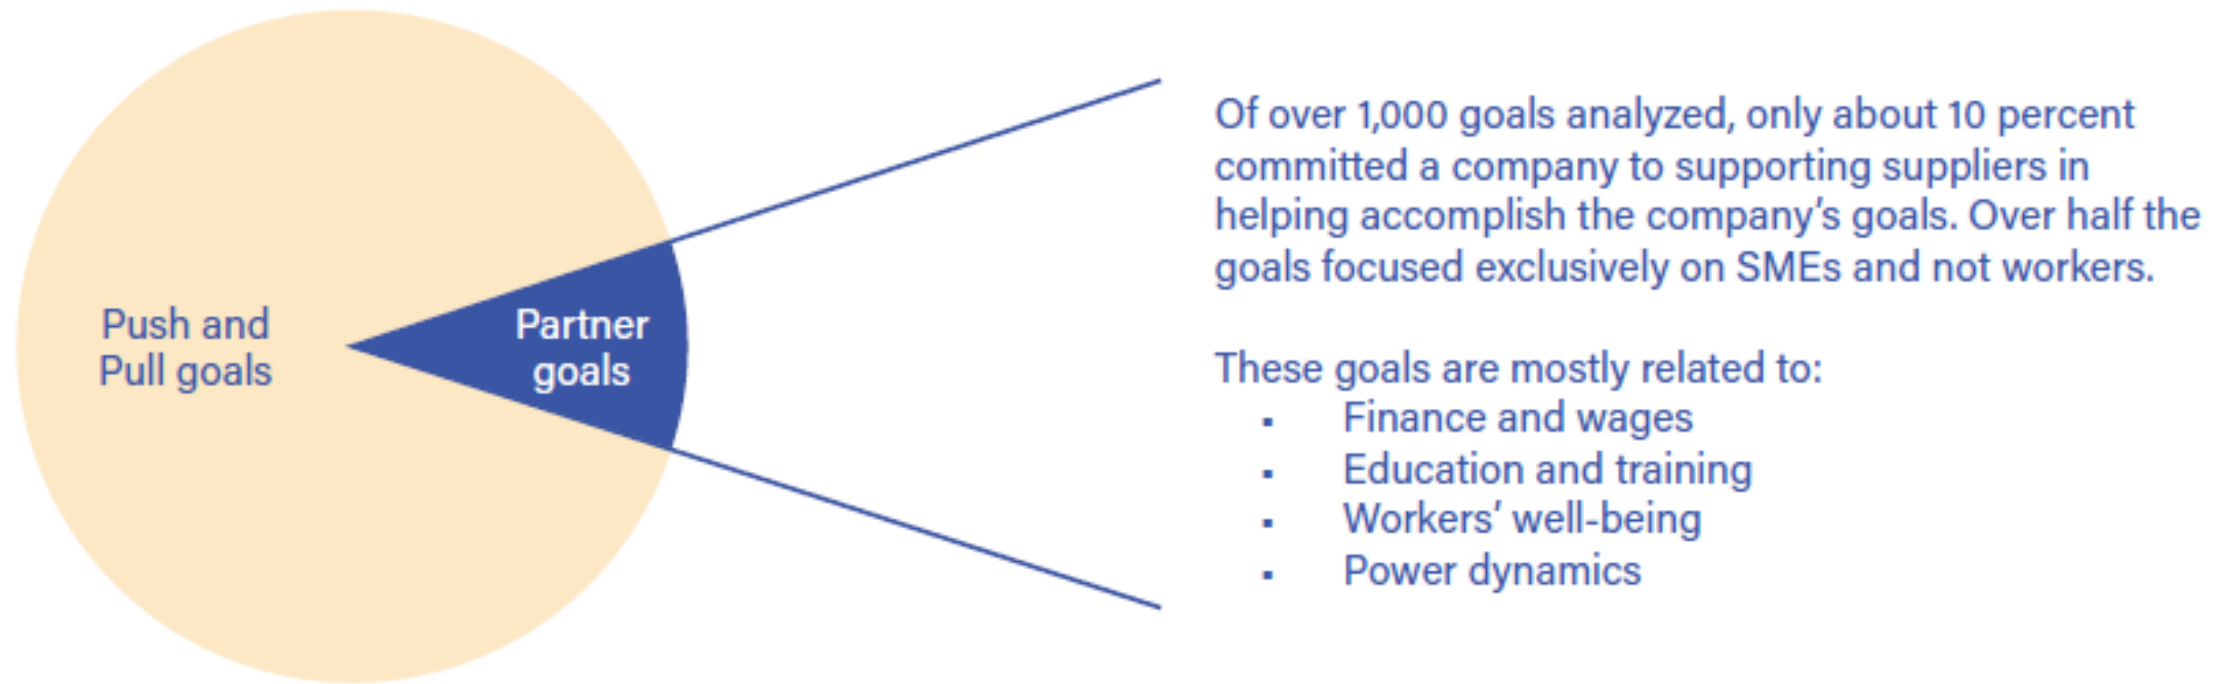 Push and
Pull goals
Partner
goals
Of over 1,000 goals analyzed, only about 10 percent
committed a company to supporting suppliers in
helping accomplish the company’s goals. Over half the
goals focused exclusively on SMEs and not workers.
These goals are mostly related to:
▪ Finance and wages
▪ Education and training
▪ Workers’ well-being
▪ Power dynamics